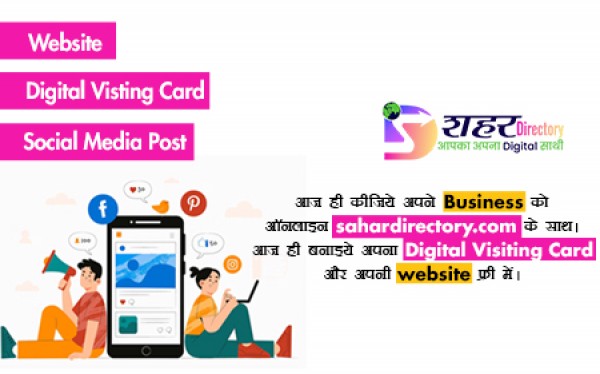 Website
Digital Visting Card
Social Media Post
शहर Directory
आपका अपना Digital साथी
आज ही कीजिये अपने Business को
ऑनलाइन sahardirectory.com के साथ।
आज ही बनाइये अपना Digital Visiting Card
और अपनी website फ़्री में।